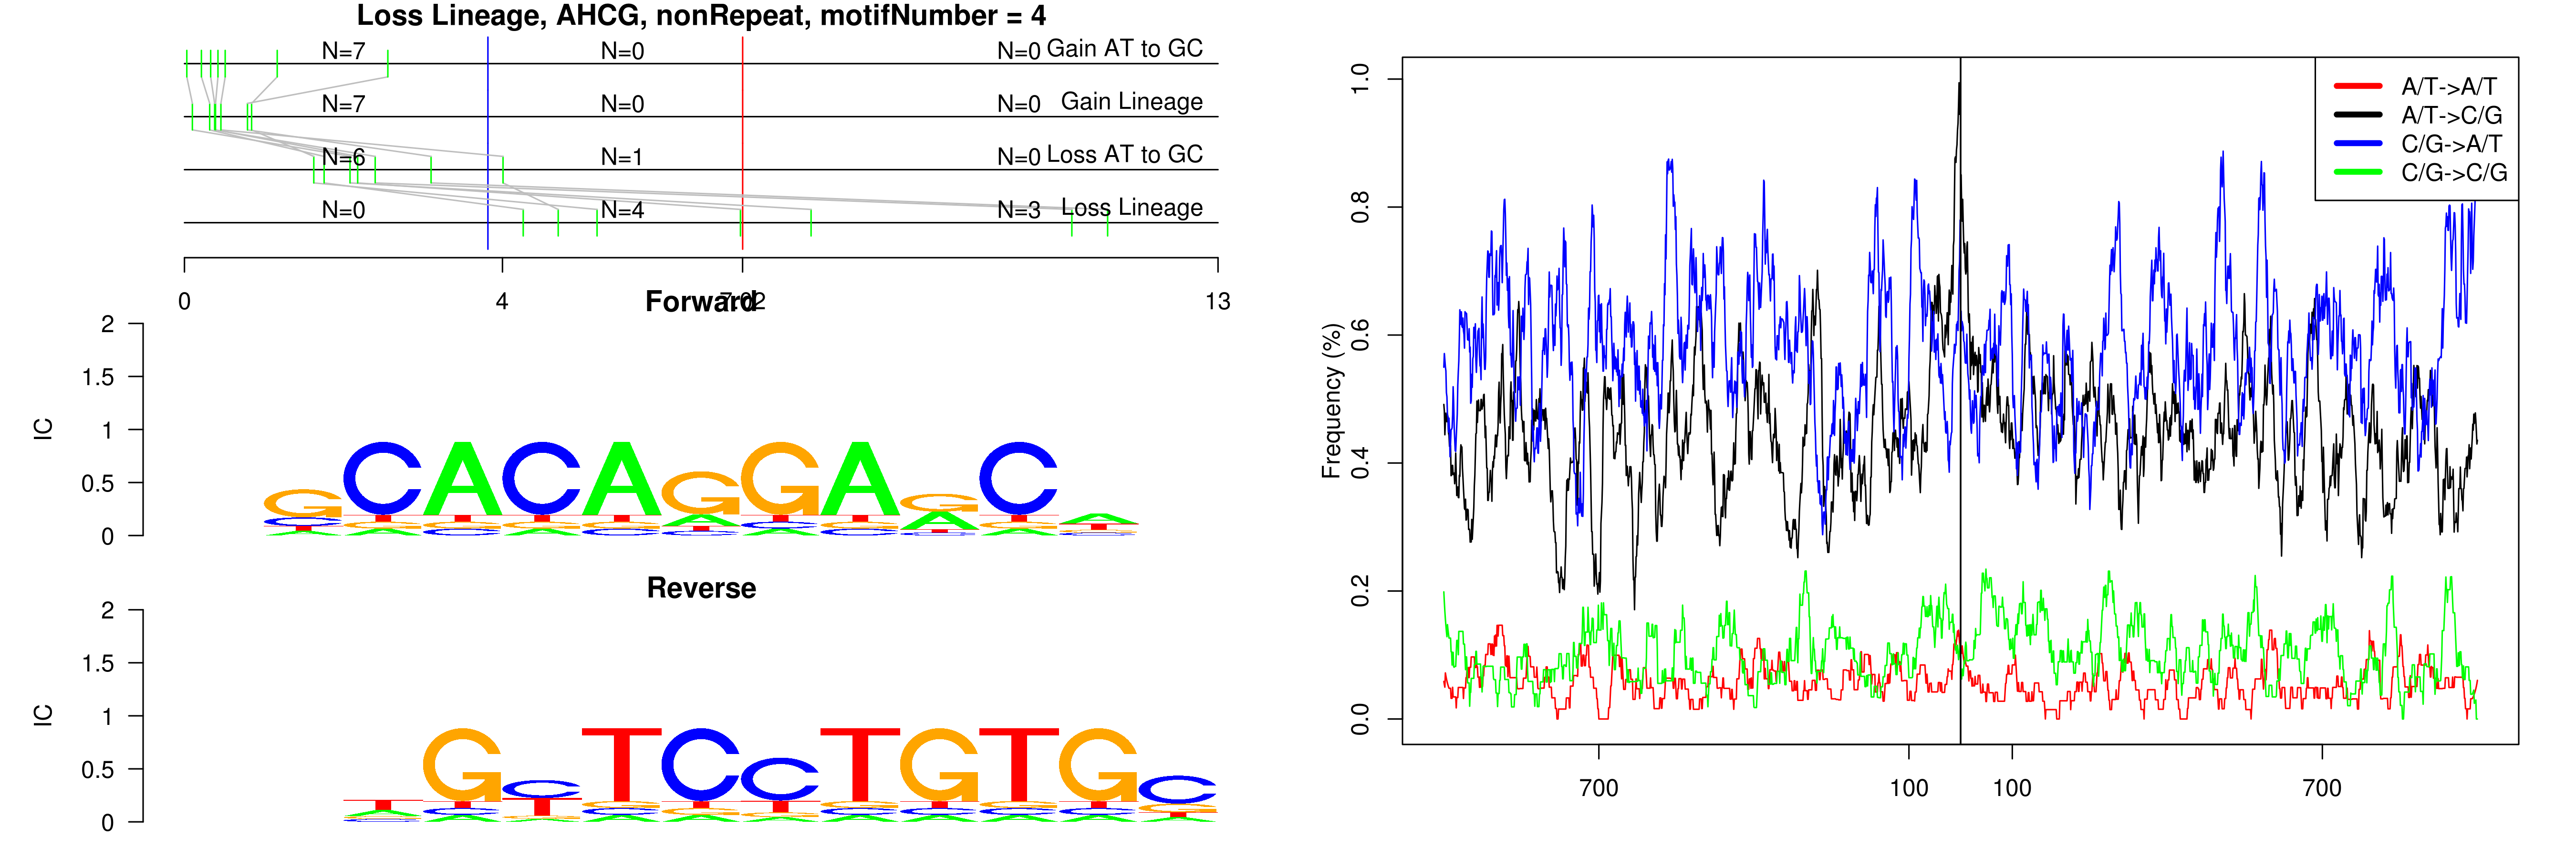 Loss Lineage, AHCG, nonRepeat, motifNumber = 4
N=7 N=0 N=0 Gain AT to GC
N=7 N=0 N=0 Gain Lineage
N=6 N=1 N=0 Loss AT to GC
N=0 N=4 N=3 Loss Lineage
0 4 7.02 13
Forward
2
1.5
1
0.5
0
IC
GCACAGGAGCA
Reverse
2
1.5
1
0.5
0
IC
TGCTCCTGTGC
1.0
0.8
0.6
0.4
0.2
0.0
Frequency (%)
A/T->A/T
A/T->C/G
C/G->A/T
C/G->C/G
700 100 100 700